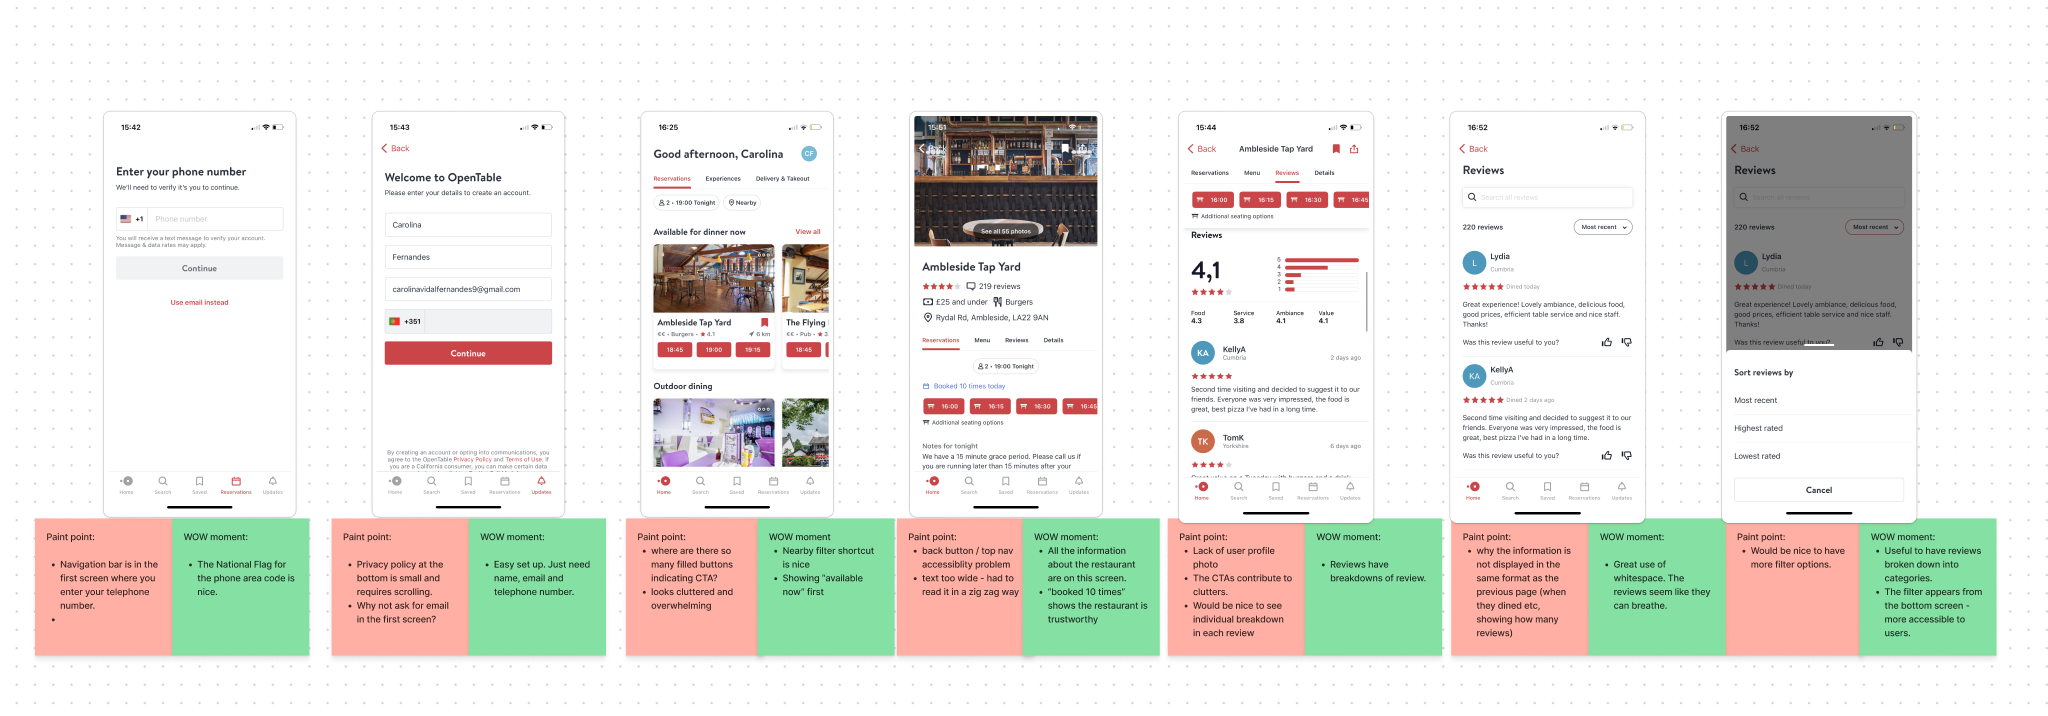 15:42
Enter your phone number
We'll need to verify it's you to continue.
+1 Phone number
You will receive a text message to verify your account.
Message & data rates may apply.
Continue
Use email instead
Home Search Saved Reservations Updates
Paint point:
Navigation bar is in the
first screen where you
enter your telephone
number.
WOW moment:
The National Flag for
the phone area code is
nice.
15:43
Back
Welcome to OpenTable
Please enter your details to create an account.
Carolina
Fernandes
carolinavidalfernandes9@gmail.com
+351
Continue
By creating an account or opting into communications, you
agree to the OpenTable Privacy Policy and Terms of Use. If
you are a California consumer, you can make certain data
Home Search Saved Reservations Updates
Paint point:
Privacy policy at the
bottom is small and
requires scrolling.
Why not ask for email
in the first screen?
WOW moment:
Easy set up. Just need
name, email and
telephone number.
16:25
Good afternoon, Carolina
CF
Reservations Experiences Delivery & Takeout
2 • 19:00 Tonight Nearby
Available for dinner now View all
Ambleside Tap Yard
€€ • Burgers • ★ 4.1 6 km
18:45 19:00 19:15
The Flying
€€ • Pub • ★ 3.
18:45
Outdoor dining
Home Search Saved Reservations Updates
Paint point:
where are there so
many filled buttons
indicating CTA?
looks cluttered and
overwhelming
WOW moment
Nearby filter shortcut
is nice
Showing "available
now" first
15:51
See all 55 photos
Ambleside Tap Yard
219 reviews
£25 and under Burgers
Rydal Rd, Ambleside, LA22 9AN
Reservations Menu Reviews Details
2 • 19:00 Tonight
Booked 10 times today
16:00 16:15 16:30 16:45
Additional seating options
Notes for tonight
We have a 15 minute grace period. Please call us if
you are running later than 15 minutes after your
Home Search Saved Reservations Updates
Paint point:
back button / top nav
accessiblity problem
text too wide - had to
read it in a zig zag way
WOW moment:
All the information
about the restaurant
are on this screen.
"booked 10 times"
shows the restaurant is
trustworthy
15:44
Back Ambleside Tap Yard
Reservations Menu Reviews Details
16:00 16:15 16:30 16:45
Additional seating options
Reviews
4,1
5
4
3
2
1
Food Service Ambiance Value
4.3 3.8 4.1 4.1
KA KellyA
Cumbria 2 days ago
Second time visiting and decided to suggest it to our
friends. Everyone was very impressed, the food is
great, best pizza I've had in a long time.
TK TomK
Yorkshire 6 days ago
Home Search Saved Reservations Updates
Paint point:
Lack of user profile
photo
The CTAs contribute to
clutters.
Would be nice to see
individual breakdown
in each review
WOW moment:
Reviews have
breakdowns of review.
16:52
Back
Reviews
Search all reviews
220 reviews Most recent
L Lydia
Cumbria
Dined today
Great experience! Lovely ambiance, delicious food,
good prices, efficient table service and nice staff.
Thanks!
Was this review useful to you?
KA KellyA
Cumbria
Dined 2 days ago
Second time visiting and decided to suggest it to our
friends. Everyone was very impressed, the food is
great, best pizza I've had in a long time.
Was this review useful to you?
Home Search Saved Reservations Updates
Paint point:
why the information is
not displayed in the
same format as the
previous page (when
they dined etc,
showing how many
reviews)
WOW moment:
Great use of
whitespace. The
reviews seem like they
can breathe.
16:52
Back
Reviews
Search all reviews
220 reviews Most recent
L Lydia
Cumbria
Dined today
Great experience! Lovely ambiance, delicious food,
good prices, efficient table service and nice staff.
Thanks!
Was this review useful to you?
Sort reviews by
Most recent
Highest rated
Lowest rated
Cancel
Paint point:
Would be nice to have
more filter options.
WOW moment:
Useful to have reviews
broken down into
categories.
The filter appears from
the bottom screen -
more accessible to
users.